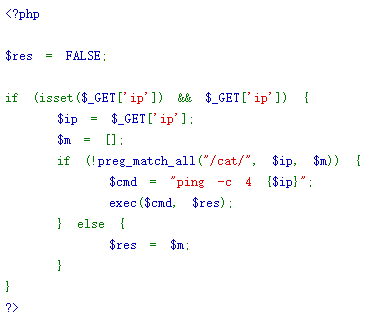 <?php
$res = FALSE;
if (isset($_GET['ip']) && $_GET['ip']) {
$ip = $_GET['ip'];
$m = [];
if (!preg_match_all("/cat/", $ip, $m)) {
$cmd = "ping -c 4 {$ip}";
exec($cmd, $res);
} else {
$res = $m;
}
}
?>